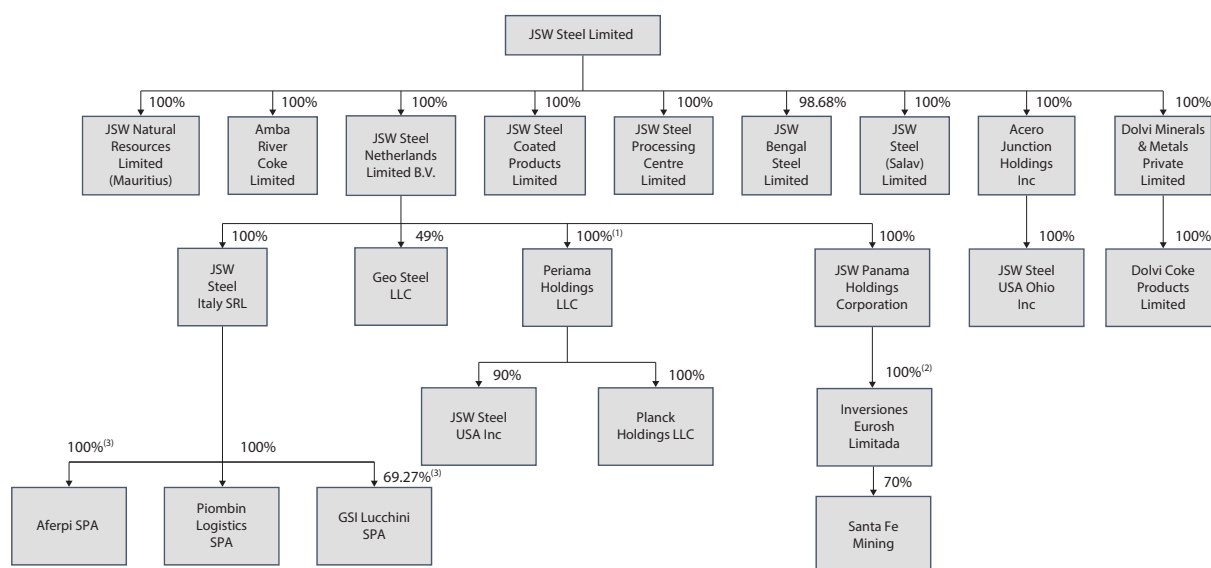 JSW Steel Limited
100%
100%
100%
100%
100%
98.68%
100%
100%
100%
JSW Natural
Resources
Limited
(Mauritius)
Amba
River
Coke
Limited
JSW Steel
Netherlands
Limited B.V.
JSW Steel
Coated
Products
Limited
JSW Steel
Processing
Centre
Limited
JSW
Bengal
Steel
Limited
JSW
Steel
(Salav)
Limited
Acero
Junction
Holdings
Inc
Dolvi Minerals
& Metals
Private
Limited
100%
49%
100%(1)
100%
100%
100%
JSW
Steel
Italy SRL
Geo Steel
LLC
Periama
Holdings
LLC
JSW Panama
Holdings
Corporation
JSW Steel
USA Ohio
Inc
Dolvi Coke
Products
Limited
90%
100%
100%(2)
JSW Steel
USA Inc
Planck
Holdings LLC
Inversiones
Eurosh
Limitada
100%(3)
100%
69.27%(3)
70%
Aferpi SPA
Piombin
Logistics
SPA
GSI Lucchini
SPA
Santa Fe
Mining